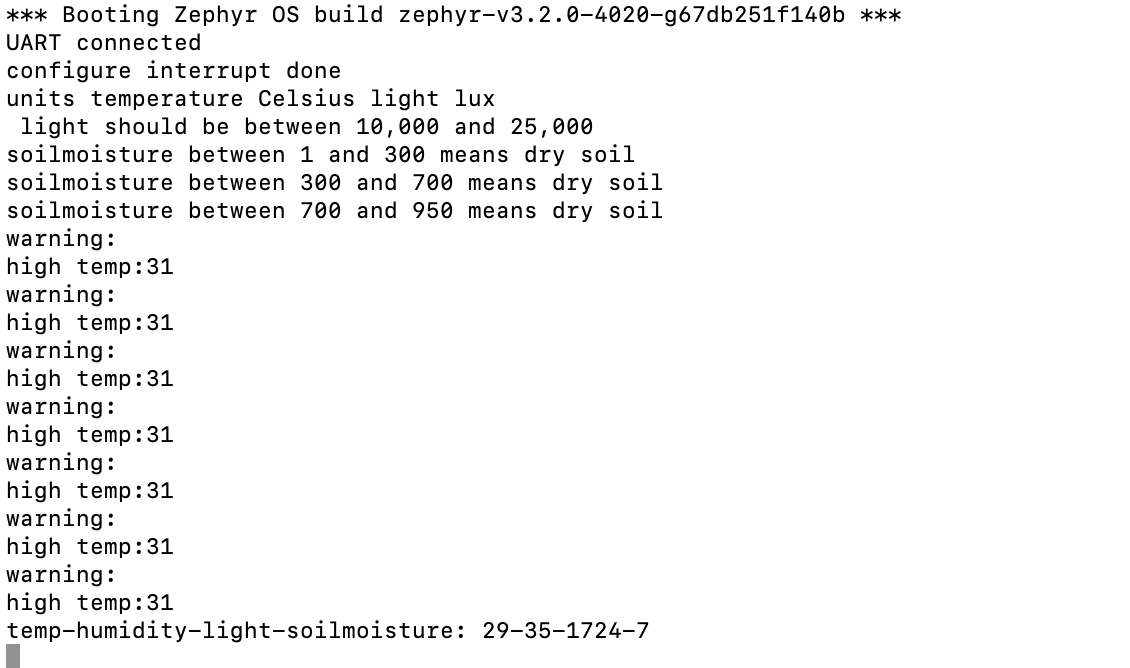 *** Booting Zephyr OS build zephyr-v3.2.0-4020-g67db251f140b ***
UART connected
configure interrupt done
units temperature Celsius light lux
light should be between 10,000 and 25,000
soilmoisture between 1 and 300 means dry soil
soilmoisture between 300 and 700 means dry soil
soilmoisture between 700 and 950 means dry soil
warning:
high temp:31
warning:
high temp:31
warning:
high temp:31
warning:
high temp:31
warning:
high temp:31
warning:
high temp:31
warning:
high temp:31
temp-humidity-light-soilmoisture: 29-35-1724-7